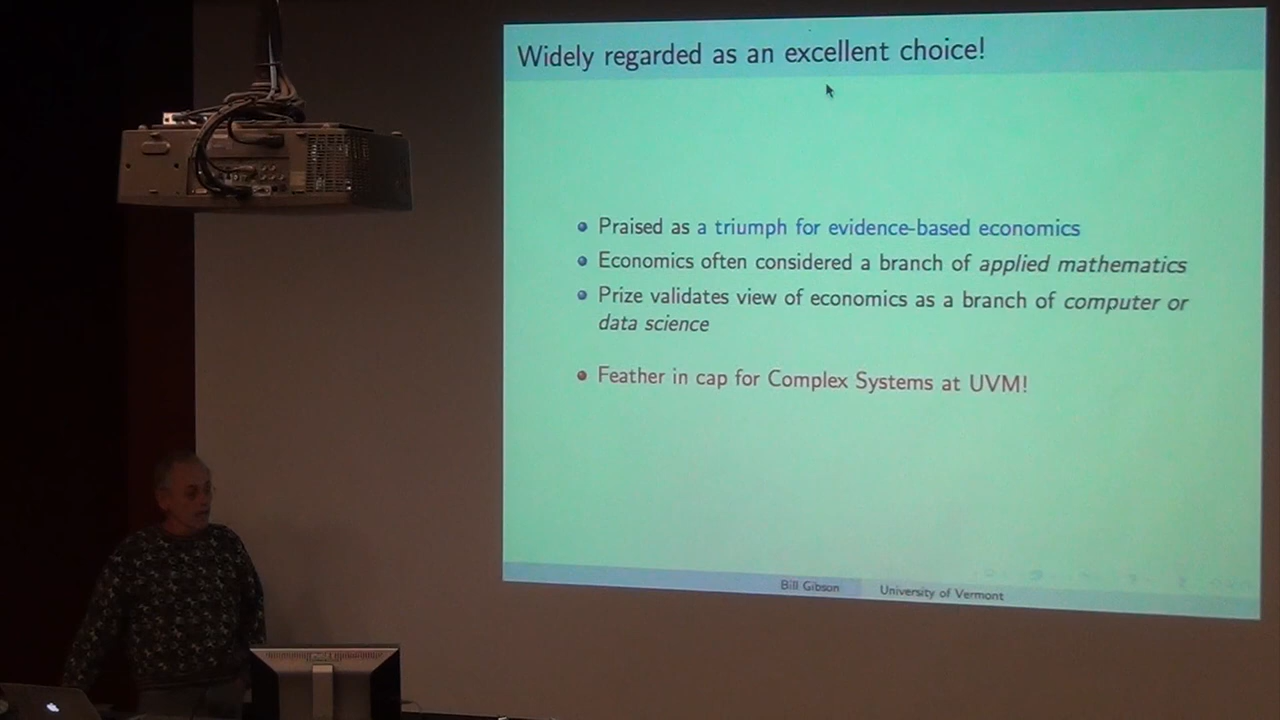 Widely regarded as an excellent choice!
Praised as a triumph for evidence-based economics
Economics often considered a branch of applied mathematics
Prize validates view of economics as a branch of computer or
data science
Feather in cap for Complex Systems at UVM!
Bill Gibson University of Vermont